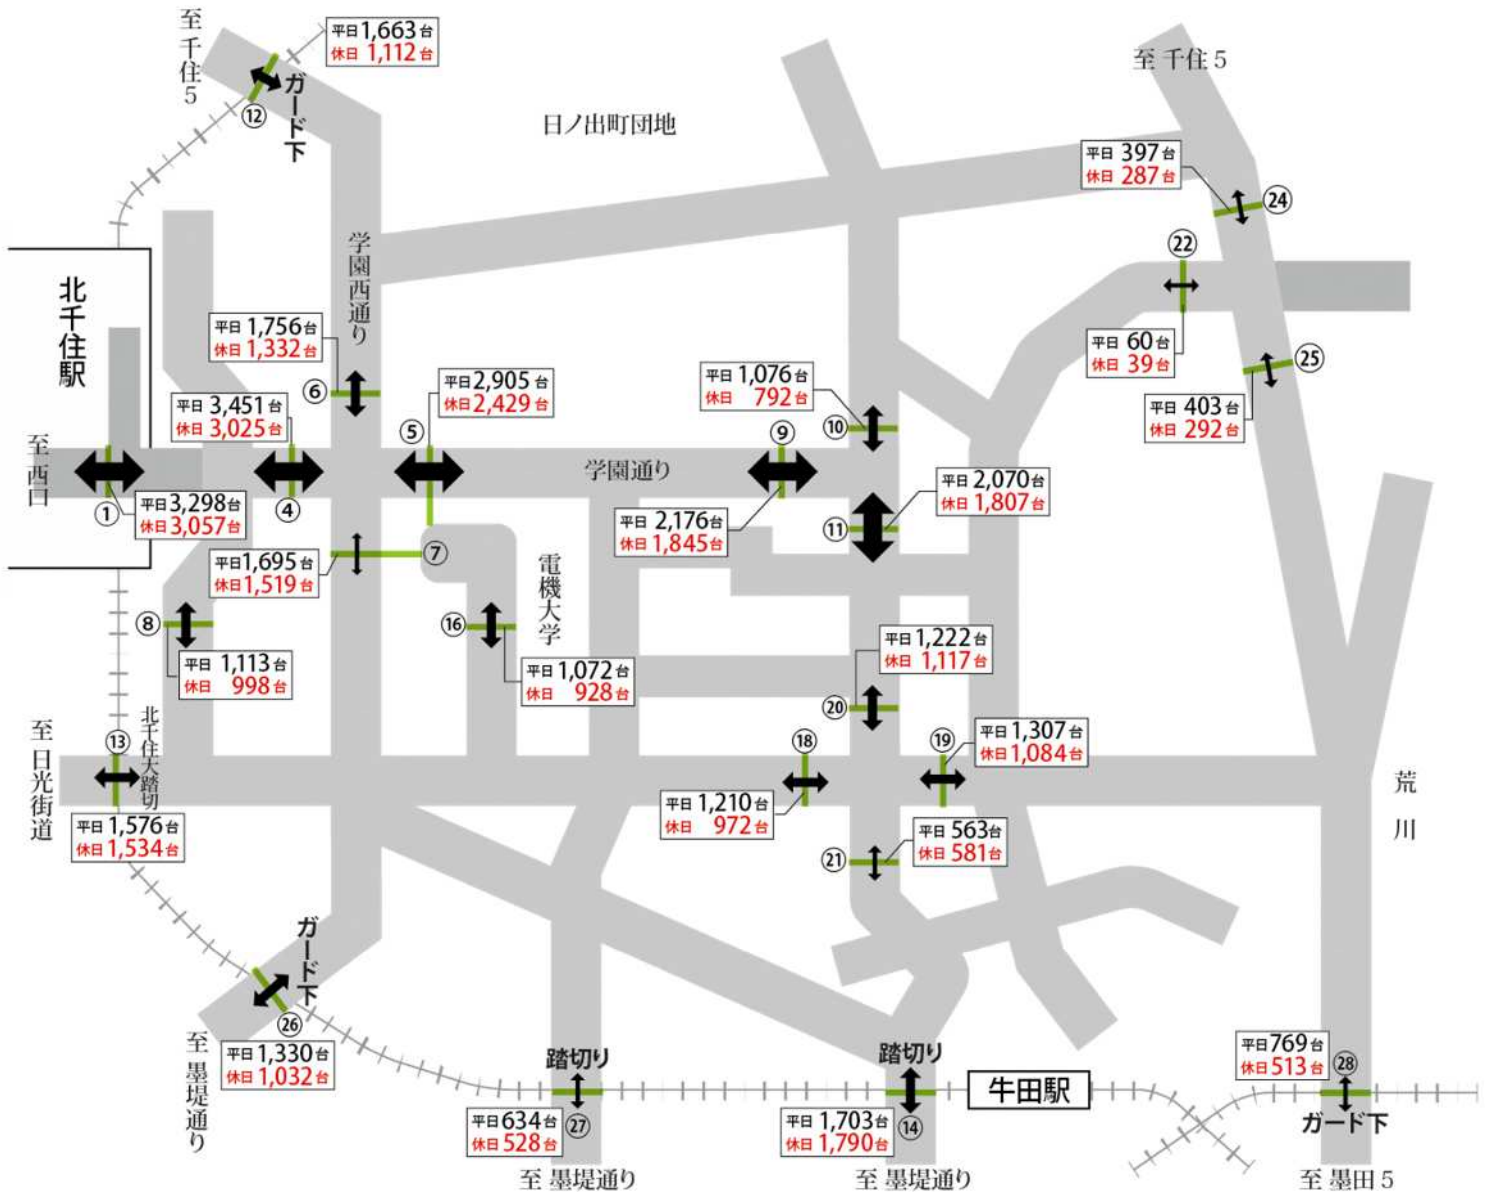 至 千住5
平日 1,663台
休日 1,112台
ガード下
⑫
日ノ出町団地
至 千住 5
平日 397台
休日 287台
㉔
㉒
学園西通り
北千住駅
平日 1,756台
休日 1,332台
⑥
平日 60台
休日 39台
㉕
平日 403台
休日 292台
平日 3,451台
休日 3,025台
④
平日2,905台
休日2,429台
⑤
平日 1,076台
休日 792台
⑩
⑨
学園通り
至 西口
①
平日3,298台
休日3,057台
平日 2,176台
休日 1,845台
⑪
平日 2,070台
休日 1,807台
平日1,695台
休日1,519台
⑦
電機大学
⑧
平日 1,113台
休日 998台
⑯
平日1,072台
休日 928台
平日1,222台
休日 1,117台
⑳
至 日光街道
⑬
北千住大踏切
平日 1,576台
休日 1,534台
⑱
平日 1,210台
休日 972台
⑲
平日 1,307台
休日 1,084台
荒川
㉑
平日 563台
休日 581台
ガード下
㉖
平日 1,330台
休日 1,032台
至 墨堤通り
踏切り
平日634台
休日528台
㉗
至 墨堤通り
踏切り
平日1,703台
休日1,790台
⑭
至 墨堤通り
牛田駅
平日769台
休日513台
㉘
ガード下
至 墨田 5